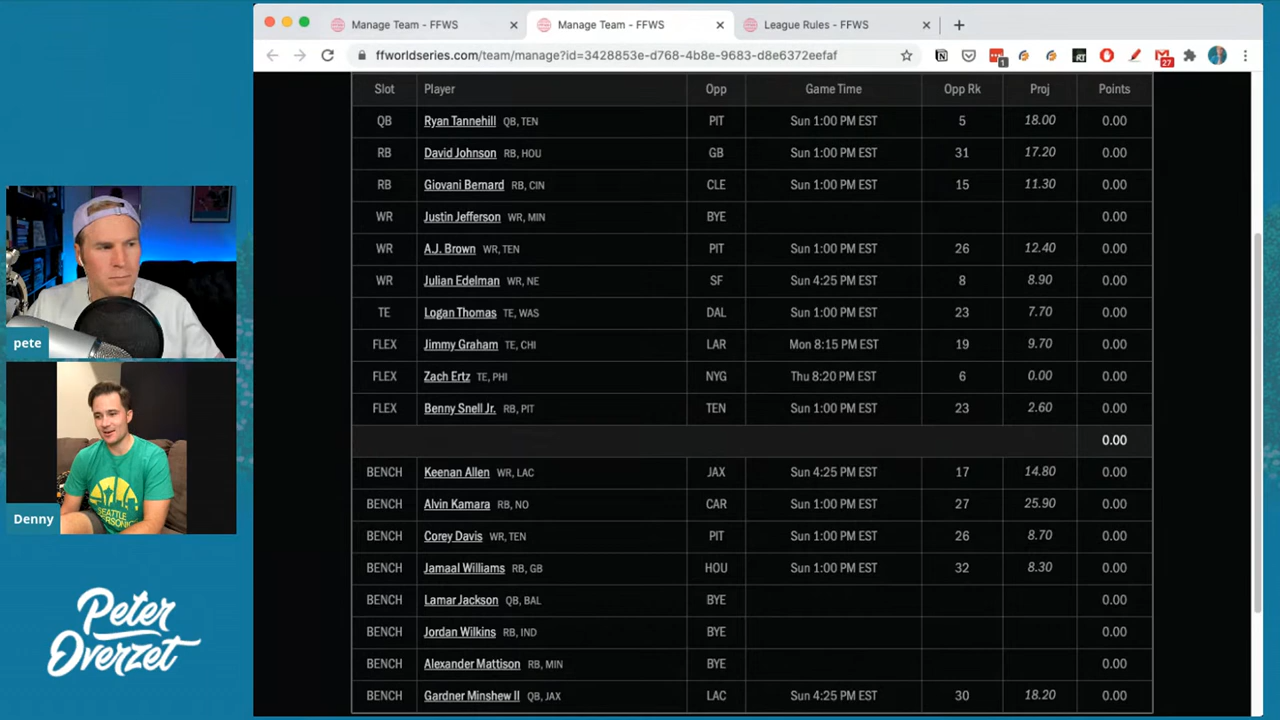 Manage Team - FFWS
Manage Team - FFWS
League Rules - FFWS
ffworldseries.com/team/manage?id=3428853e-d768-4b8e-9683-d8e6372eefaf
1
27
Slot Player Opp Game Time Opp Rk Proj Points
QB Ryan Tannehill QB, TEN PIT Sun 1:00 PM EST 5 18.00 0.00
RB David Johnson RB, HOU GB Sun 1:00 PM EST 31 17.20 0.00
RB Giovani Bernard RB, CIN CLE Sun 1:00 PM EST 15 11.30 0.00
WR Justin Jefferson WR, MIN BYE 0.00
WR A.J. Brown WR, TEN PIT Sun 1:00 PM EST 26 12.40 0.00
WR Julian Edelman WR, NE SF Sun 4:25 PM EST 8 8.90 0.00
TE Logan Thomas TE, WAS DAL Sun 1:00 PM EST 23 7.70 0.00
FLEX Jimmy Graham TE, CHI LAR Mon 8:15 PM EST 19 9.70 0.00
FLEX Zach Ertz TE, PHI NYG Thu 8:20 PM EST 6 0.00 0.00
FLEX Benny Snell Jr. RB, PIT TEN Sun 1:00 PM EST 23 2.60 0.00
0.00
BENCH Keenan Allen WR, LAC JAX Sun 4:25 PM EST 17 14.80 0.00
BENCH Alvin Kamara RB, NO CAR Sun 1:00 PM EST 27 25.90 0.00
BENCH Corey Davis WR, TEN PIT Sun 1:00 PM EST 26 8.70 0.00
BENCH Jamaal Williams RB, GB HOU Sun 1:00 PM EST 32 8.30 0.00
BENCH Lamar Jackson QB, BAL BYE 0.00
BENCH Jordan Wilkins RB, IND BYE 0.00
BENCH Alexander Mattison RB, MIN BYE 0.00
BENCH Gardner Minshew II QB, JAX LAC Sun 4:25 PM EST 30 18.20 0.00
pete
Denny
SEATTLE
Peter
Overzet